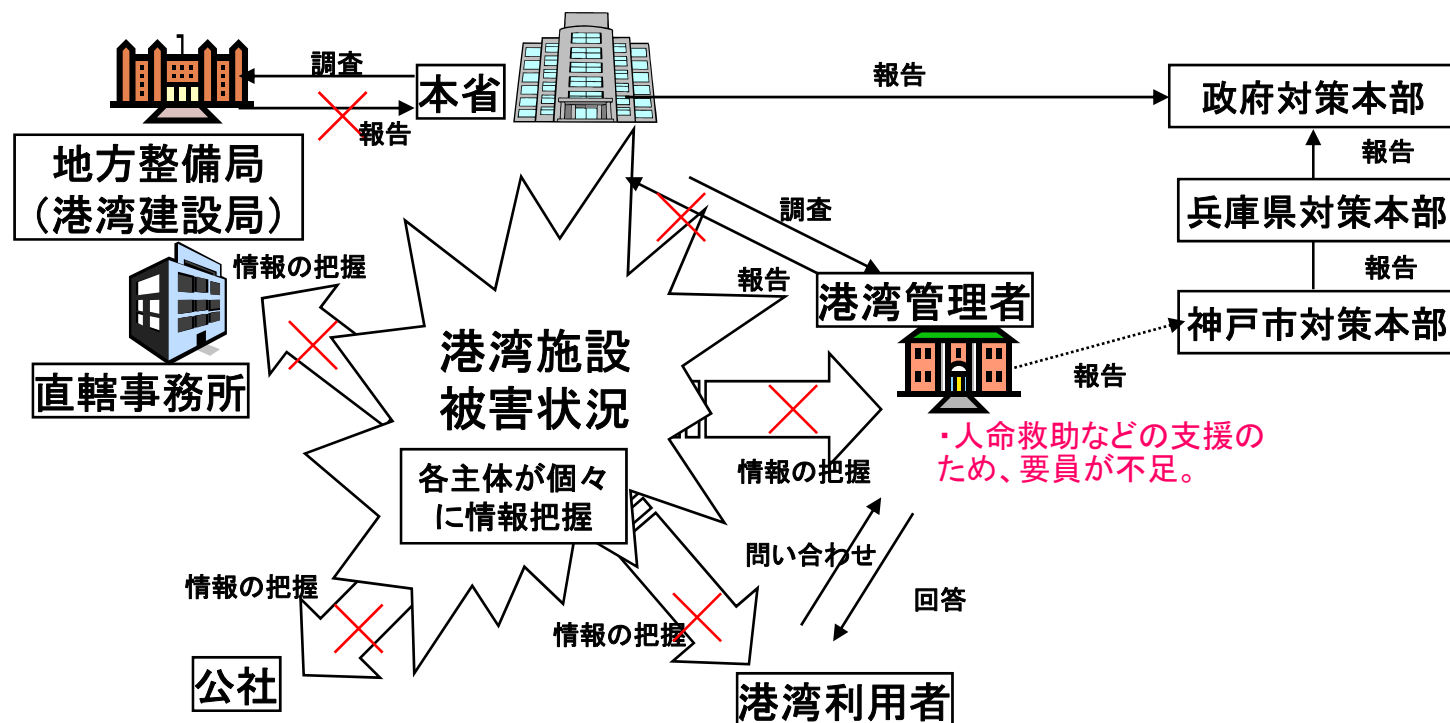 調査
本省
報告
報告
政府対策本部
地方整備局
（港湾建設局）
報告
兵庫県対策本部
調査
情報の把握
報告
報告
港湾管理者
神戸市対策本部
直轄事務所
港湾施設
被害状況
報告
・人命救助などの支援の
ため、要員が不足。
情報の把握
各主体が個々
に情報把握
問い合わせ
情報の把握
回答
情報の把握
公社
港湾利用者